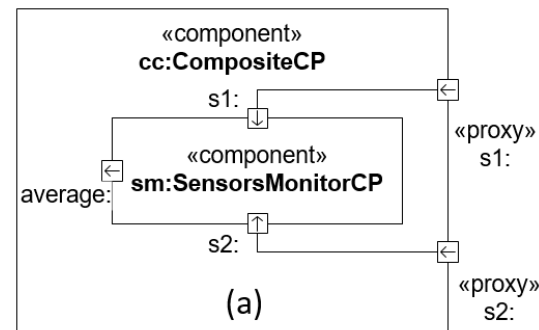 «component»
cc:CompositeCP
s1:
«proxy»
s1:
«component»
sm:SensorsMonitorCP
average:
s2:
«proxy»
s2:
(a)